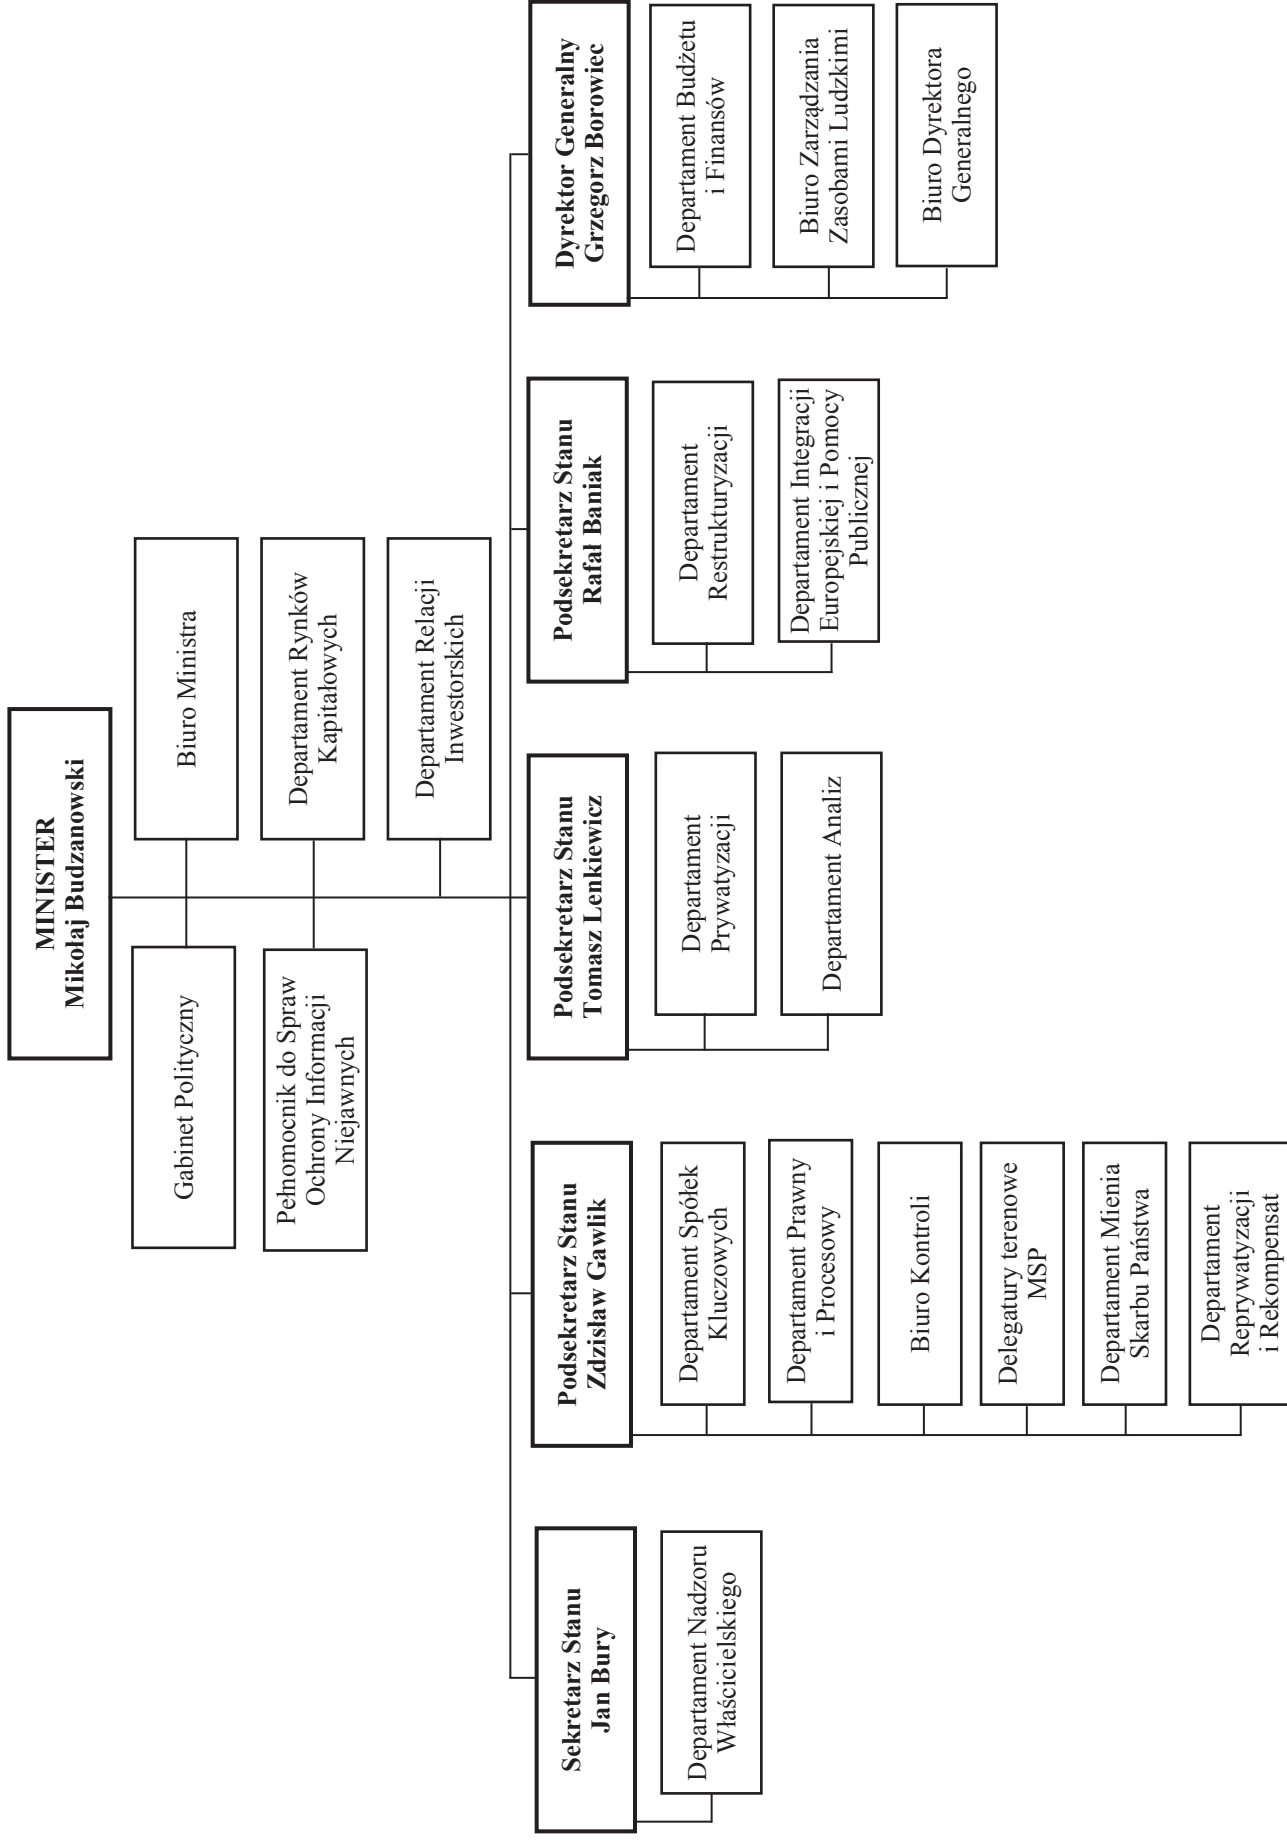 MINISTER
Mikołaj Budzanowski
Gabinet Polityczny
Biuro Ministra
Pełnomocnik do Spraw
Ochrony Informacji
Niejawnych
Departament Rynków
Kapitałowych
Departament Relacji
Inwestorskich
Sekretarz Stanu
Jan Bury
Departament Nadzoru
Właścicielskiego
Podsekretarz Stanu
Zdzisław Gawlik
Departament Spółek
Kluczowych
Departament Prawny
i Procesowy
Biuro Kontroli
Delegatury terenowe
MSP
Departament Mienia
Skarbu Państwa
Departament
Reprywatyzacji
i Rekompensat
Podsekretarz Stanu
Tomasz Lenkiewicz
Departament
Prywatyzacji
Departament Analiz
Podsekretarz Stanu
Rafał Baniak
Departament
Restrukturyzacji
Departament Integracji
Europejskiej i Pomocy
Publicznej
Dyrektor Generalny
Grzegorz Borowiec
Departament Budżetu
i Finansów
Biuro Zarządzania
Zasobami Ludzkimi
Biuro Dyrektora
Generalnego